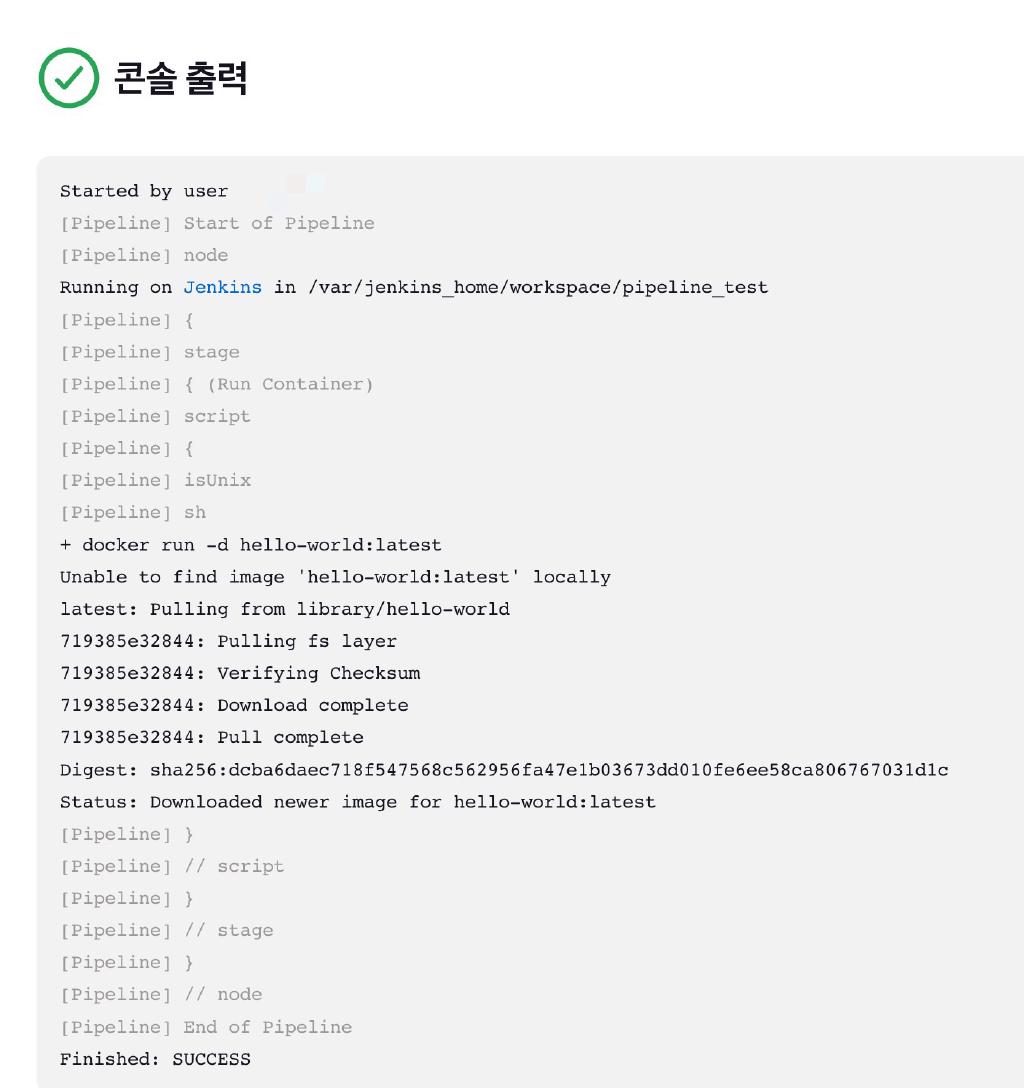 콘솔 출력
Started by user
[Pipeline] Start of Pipeline
[Pipeline] node
Running on Jenkins in /var/jenkins_home/workspace/pipeline_test
[Pipeline] {
[Pipeline] stage
[Pipeline] { (Run Container)
[Pipeline] script
[Pipeline] {
[Pipeline] isUnix
[Pipeline] sh
+ docker run -d hello-world:latest
Unable to find image 'hello-world:latest' locally
latest: Pulling from library/hello-world
719385e32844: Pulling fs layer
719385e32844: Verifying Checksum
719385e32844: Download complete
719385e32844: Pull complete
Digest: sha256:dcba6daec718f547568c562956fa47e1b03673dd010fe6ee58ca806767031d1c
Status: Downloaded newer image for hello-world:latest
[Pipeline] }
[Pipeline] // script
[Pipeline] }
[Pipeline] // stage
[Pipeline] }
[Pipeline] // node
[Pipeline] End of Pipeline
Finished: SUCCESS